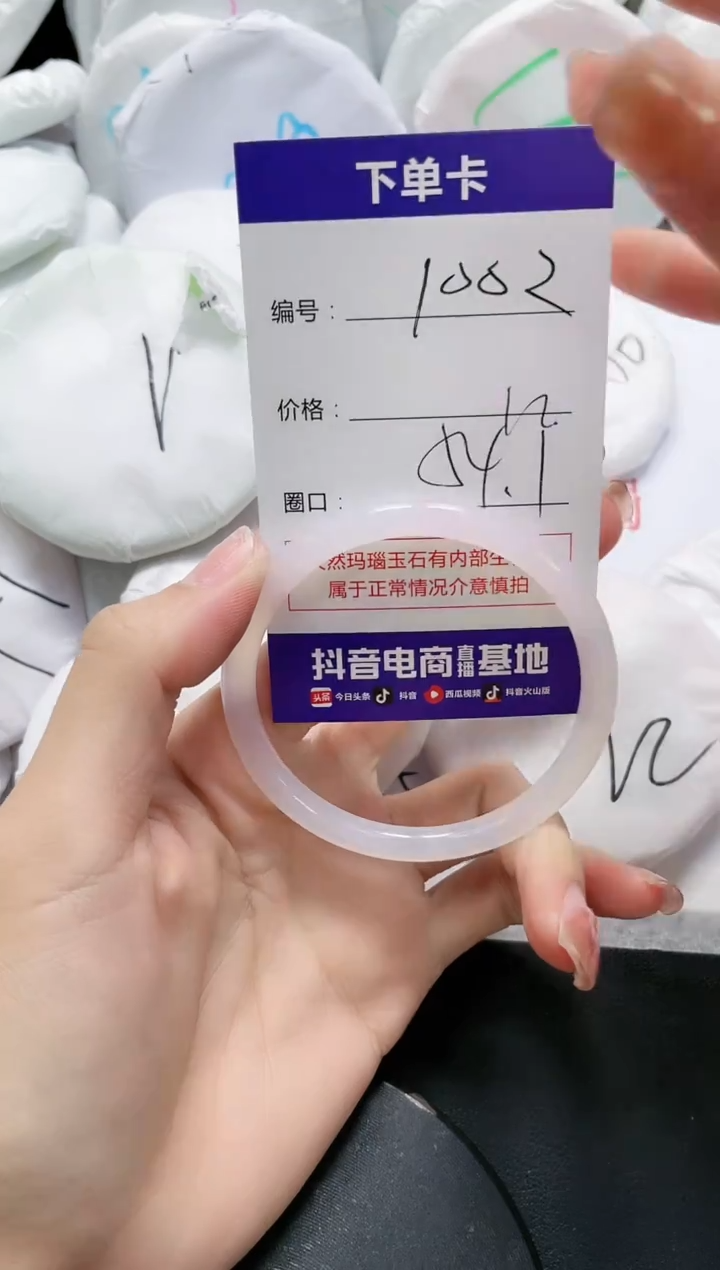 下单卡
编号： 1002
价格：
圈口： 54.1
然玛瑙玉石有内部生
属于正常情况介意慎拍
抖音电商直播基地
头条 今日头条 抖音 西瓜视频 抖音火山版